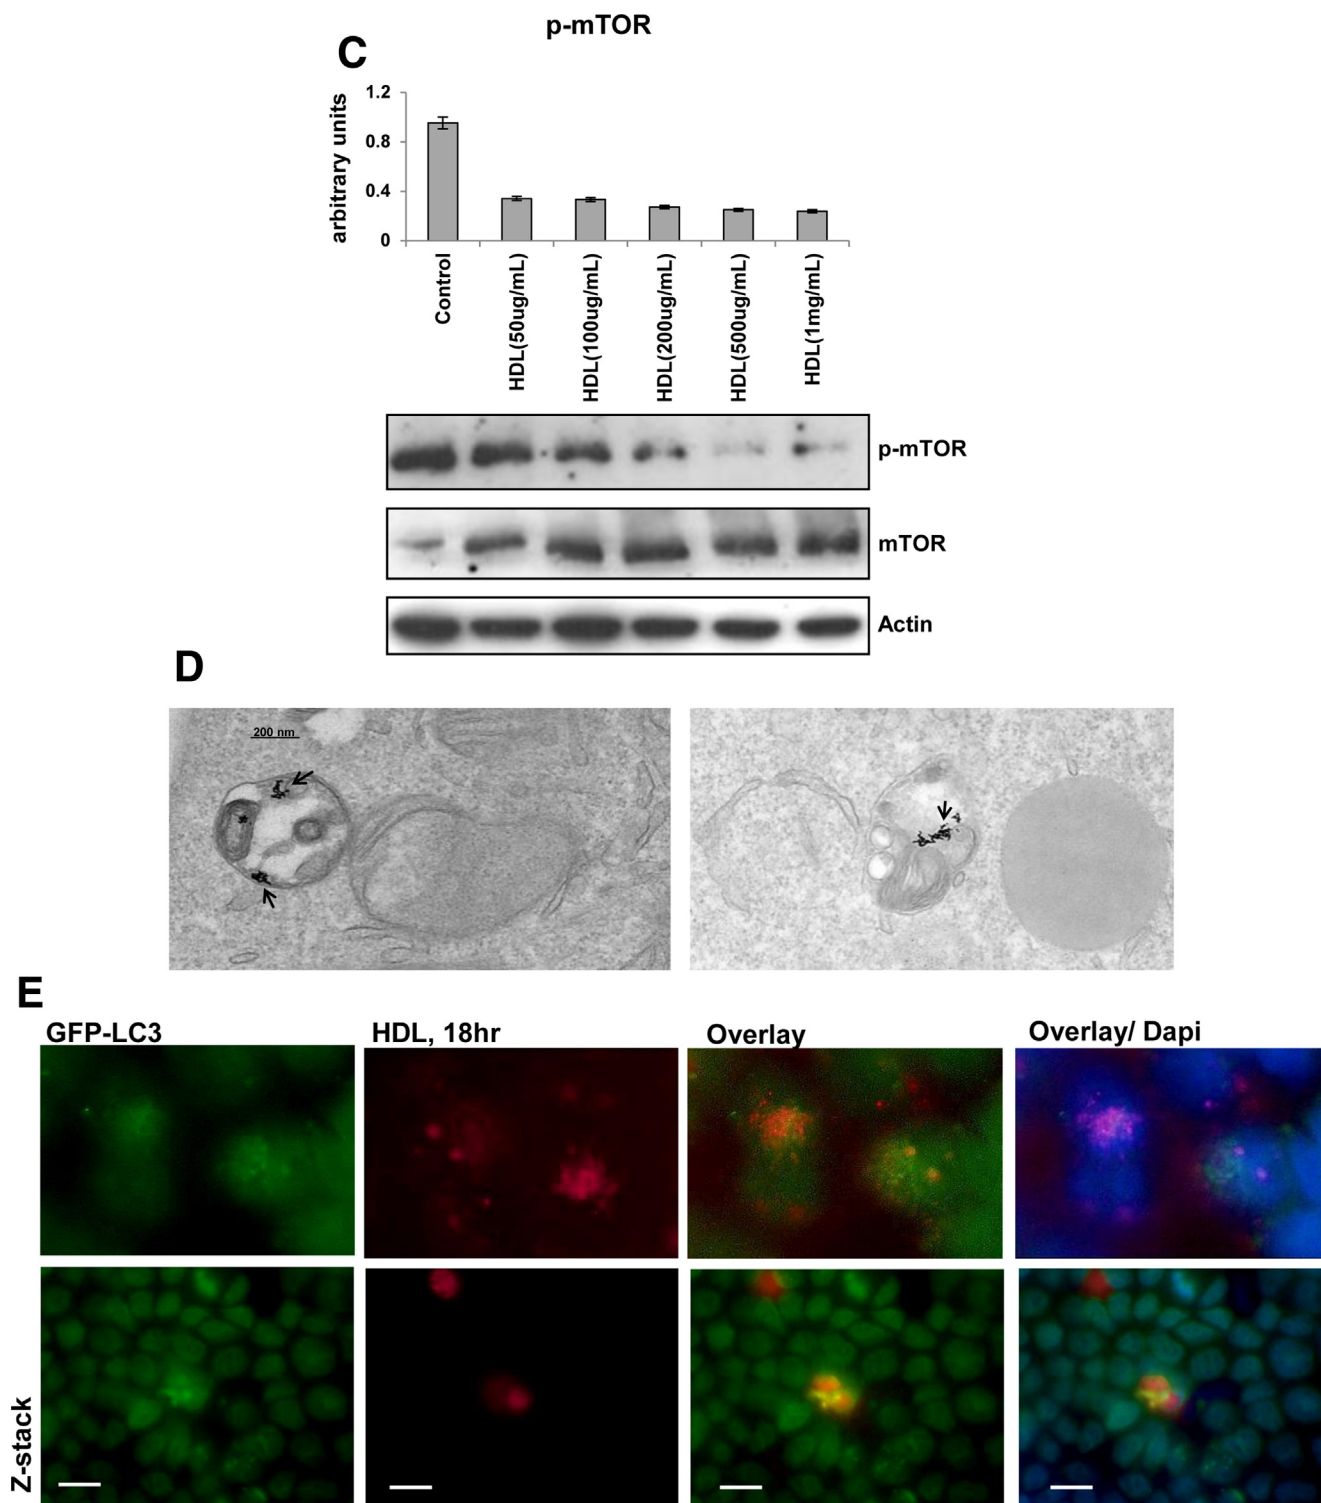 p-mTOR
C
arbitrary units
1.2
0.8
0.4
0
Control
HDL(50ug/mL)
HDL(100ug/mL)
HDL(200ug/mL)
HDL(500ug/mL)
HDL(1mg/mL)
p-mTOR
mTOR
Actin
D
200 nm
E
GFP-LC3
HDL, 18hr
Overlay
Overlay/ Dapi
Z-stack